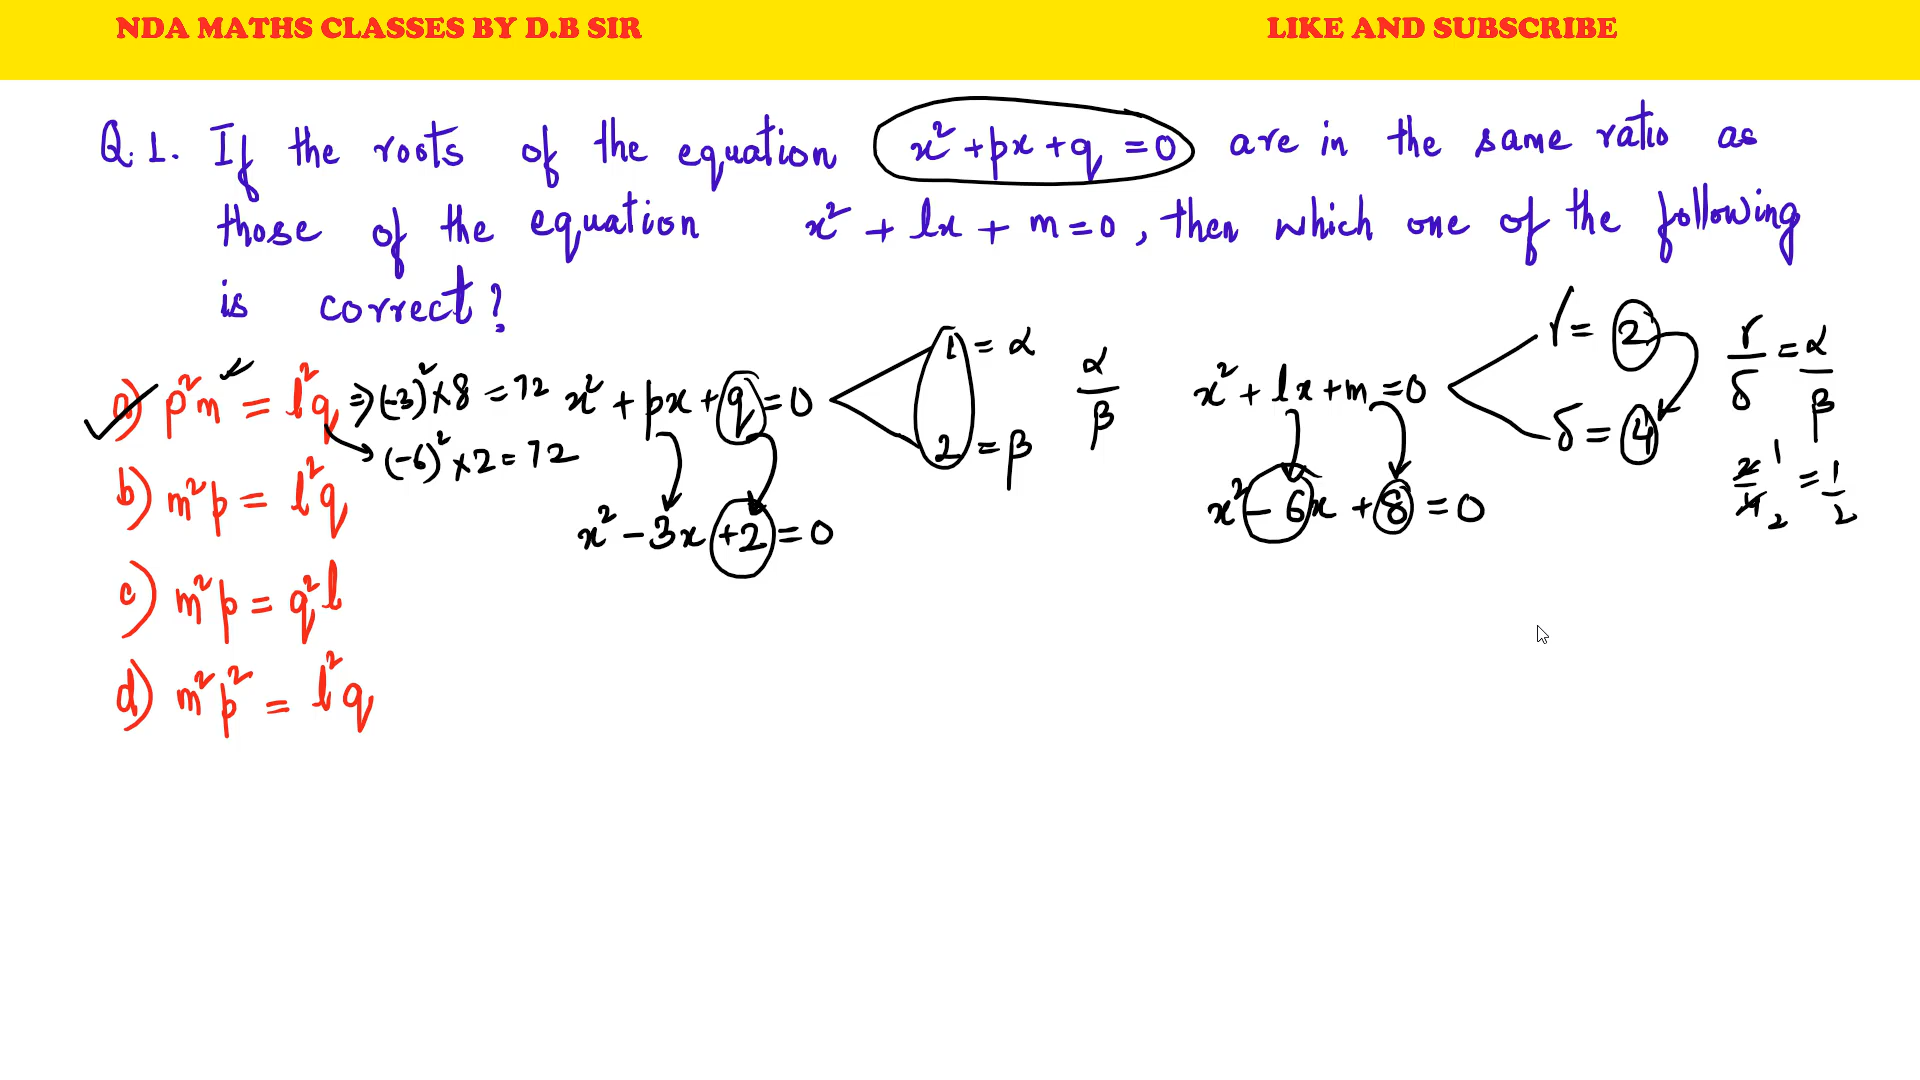 NDA MATHS CLASSES BY D.B SIR
LIKE AND SUBSCRIBE
Q.1. If the roots of the equation x²+px+q=0 are in the same ratio as
those of the equation x²+lx+m=0, then which one of the following
is correct?
a) p²m = l²q ⇒ (-3)²×8 = 72
(-6)²×2 = 72
b) m²p = l²q
c) m²p = q²l
d) m²p² = l²q
x²+px+q=0
1 = α
2 = β
α/β
x²-3x+2=0
x²+lx+m=0
r = 2
δ = 4
x²-6x+8=0
r/δ = α/β
2/4 1 2 = 1/2